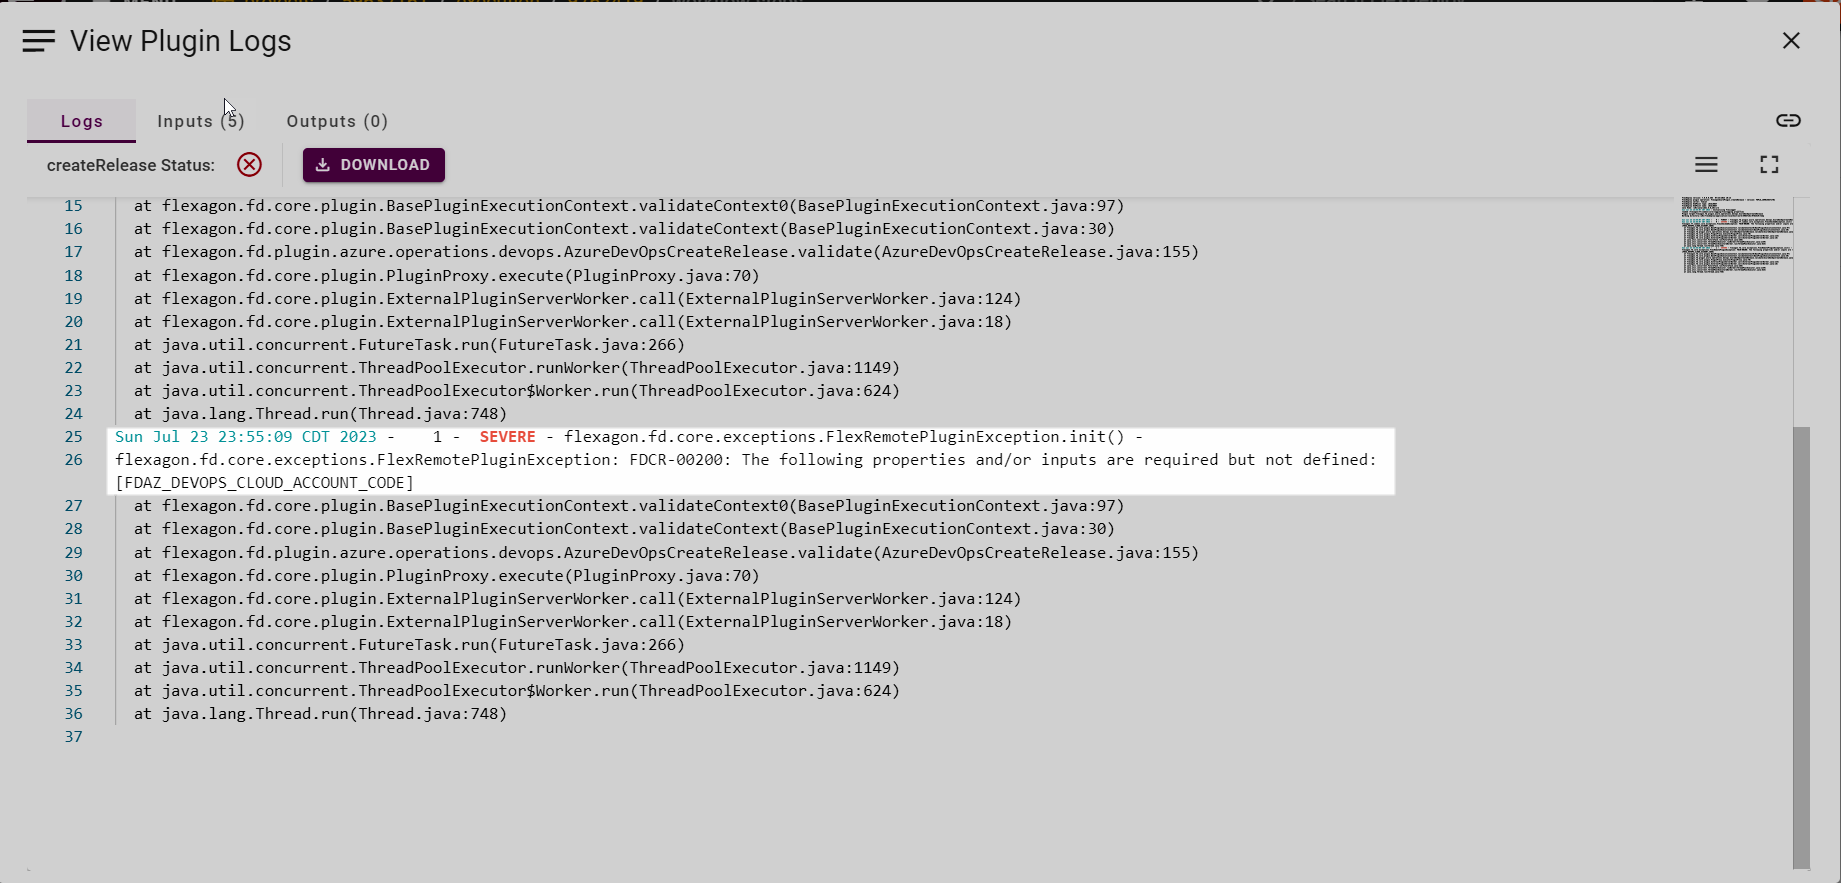 View Plugin Logs
Logs Inputs (5) Outputs (0)
createRelease Status: DOWNLOAD
15 at flexagon.fd.core.plugin.BasePluginExecutionContext.validateContext0(BasePluginExecutionContext.java:97)
16 at flexagon.fd.core.plugin.BasePluginExecutionContext.validateContext(BasePluginExecutionContext.java:30)
17 at flexagon.fd.plugin.azure.operations.devops.AzureDevOpsCreateRelease.validate(AzureDevOpsCreateRelease.java:155)
18 at flexagon.fd.core.plugin.PluginProxy.execute(PluginProxy.java:70)
19 at flexagon.fd.core.plugin.ExternalPluginServerWorker.call(ExternalPluginServerWorker.java:124)
20 at flexagon.fd.core.plugin.ExternalPluginServerWorker.call(ExternalPluginServerWorker.java:18)
21 at java.util.concurrent.FutureTask.run(FutureTask.java:266)
22 at java.util.concurrent.ThreadPoolExecutor.runWorker(ThreadPoolExecutor.java:1149)
23 at java.util.concurrent.ThreadPoolExecutor$Worker.run(ThreadPoolExecutor.java:624)
24 at java.lang.Thread.run(Thread.java:748)
25 Sun Jul 23 23:55:09 CDT 2023 - 1 - SEVERE - flexagon.fd.core.exceptions.FlexRemotePluginException.init() -
26 flexagon.fd.core.exceptions.FlexRemotePluginException: FDCR-00200: The following properties and/or inputs are required but not defined:
[FDAZ_DEVOPS_CLOUD_ACCOUNT_CODE]
27 at flexagon.fd.core.plugin.BasePluginExecutionContext.validateContext0(BasePluginExecutionContext.java:97)
28 at flexagon.fd.core.plugin.BasePluginExecutionContext.validateContext(BasePluginExecutionContext.java:30)
29 at flexagon.fd.plugin.azure.operations.devops.AzureDevOpsCreateRelease.validate(AzureDevOpsCreateRelease.java:155)
30 at flexagon.fd.core.plugin.PluginProxy.execute(PluginProxy.java:70)
31 at flexagon.fd.core.plugin.ExternalPluginServerWorker.call(ExternalPluginServerWorker.java:124)
32 at flexagon.fd.core.plugin.ExternalPluginServerWorker.call(ExternalPluginServerWorker.java:18)
33 at java.util.concurrent.FutureTask.run(FutureTask.java:266)
34 at java.util.concurrent.ThreadPoolExecutor.runWorker(ThreadPoolExecutor.java:1149)
35 at java.util.concurrent.ThreadPoolExecutor$Worker.run(ThreadPoolExecutor.java:624)
36 at java.lang.Thread.run(Thread.java:748)
37